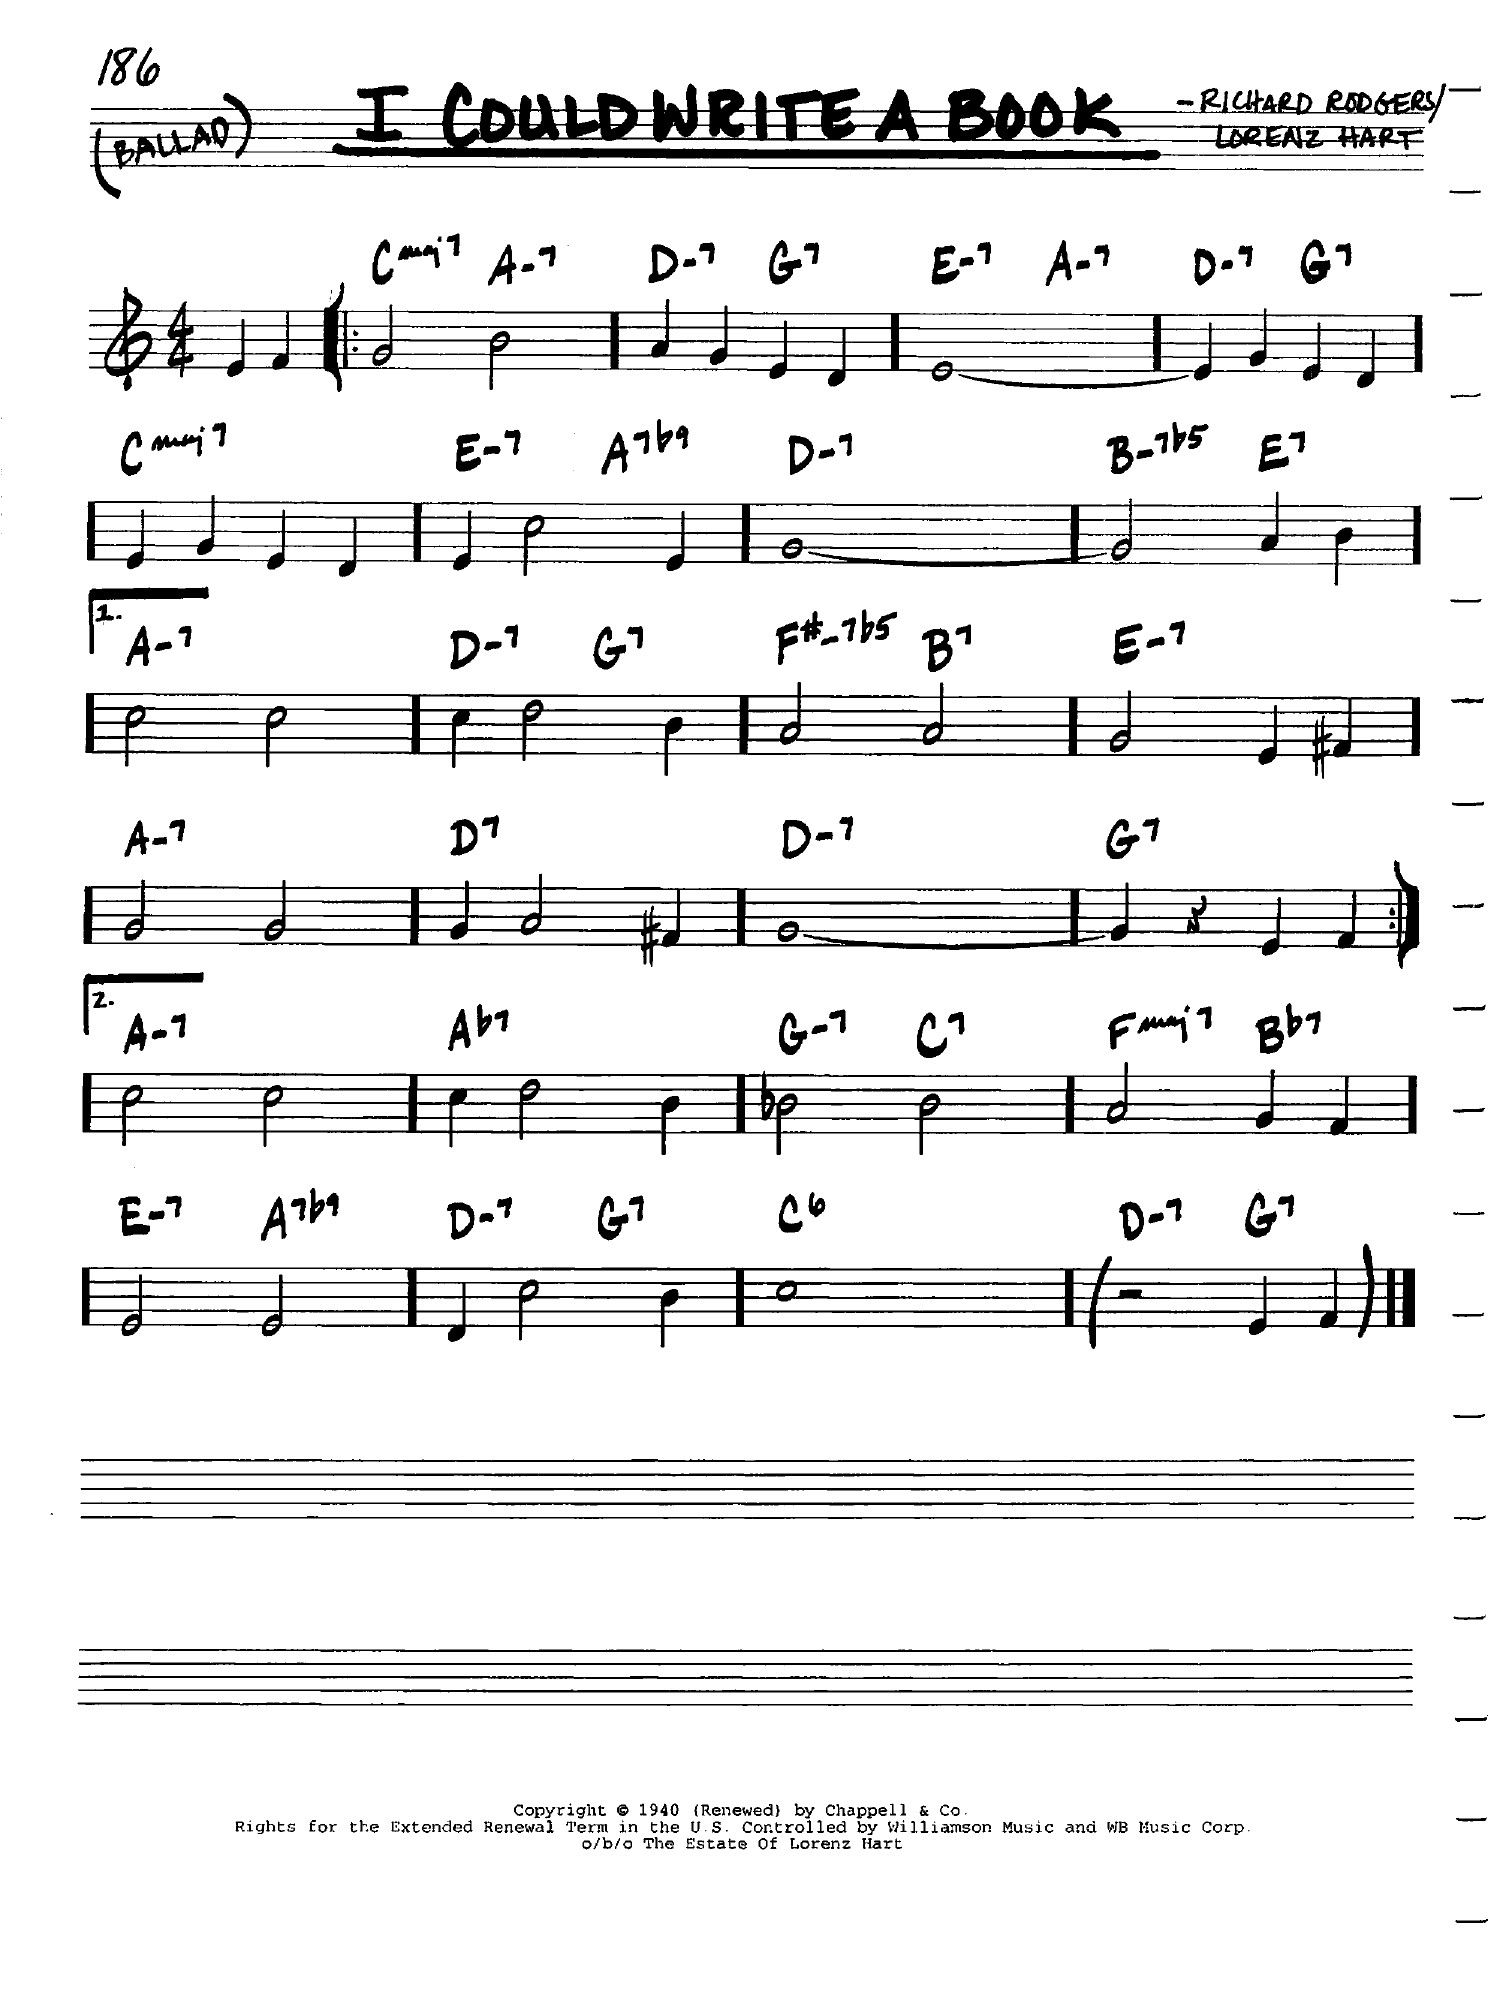 186
(BALLAD) I COULD WRITE A BOOK - RICHARD RODGERS/
LORENZ HART
Cmaj7 A-7 D-7 G7 E-7 A-7 D-7 G7
4
4
Cmaj7 E-7 A7b9 D-7 B-7b5 E7
1.
A-7 D-7 G7 F#-7b5 B7 E-7
A-7 D7 D-7 G7
2.
A-7 Ab7 G-7 C7 Fmaj7 Bb7
E-7 A7b9 D-7 G7 C6 D-7 G7
Copyright © 1940 (Renewed) by Chappell & Co.
Rights for the Extended Renewal Term in the U.S. Controlled by Williamson Music and WB Music Corp.
o/b/o The Estate Of Lorenz Hart